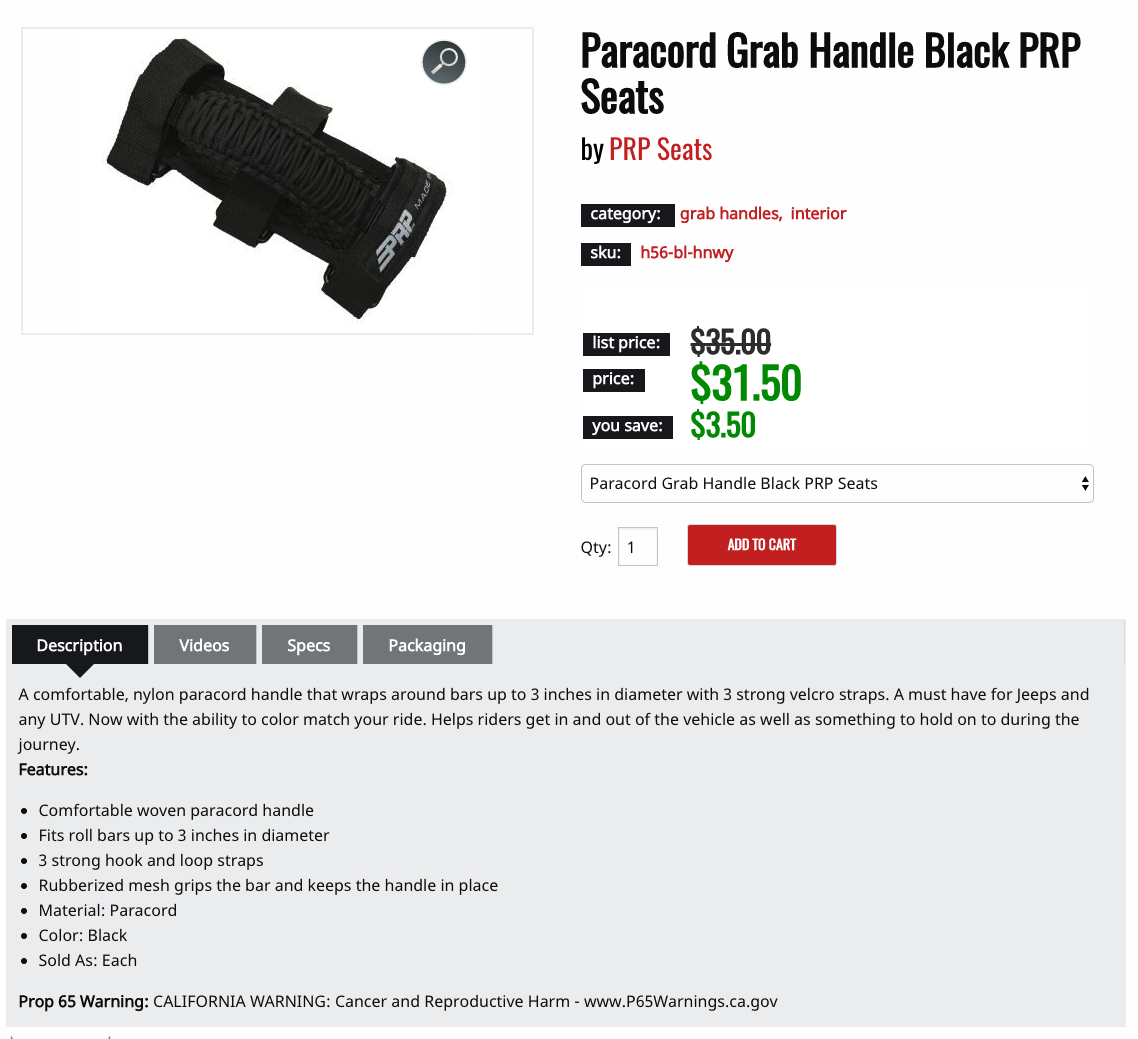 PRP
MADE
Paracord Grab Handle Black PRP
Seats
by PRP Seats
category: grab handles, interior
sku: h56-bl-hnwy
list price: $35.00
price: $31.50
you save: $3.50
Paracord Grab Handle Black PRP Seats
Qty: 1 ADD TO CART
Description Videos Specs Packaging
A comfortable, nylon paracord handle that wraps around bars up to 3 inches in diameter with 3 strong velcro straps. A must have for Jeeps and
any UTV. Now with the ability to color match your ride. Helps riders get in and out of the vehicle as well as something to hold on to during the
journey.
Features:
• Comfortable woven paracord handle
• Fits roll bars up to 3 inches in diameter
• 3 strong hook and loop straps
• Rubberized mesh grips the bar and keeps the handle in place
• Material: Paracord
• Color: Black
• Sold As: Each
Prop 65 Warning: CALIFORNIA WARNING: Cancer and Reproductive Harm - www.P65Warnings.ca.gov